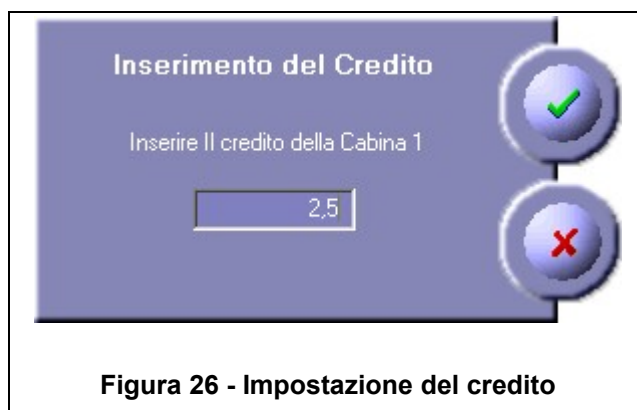 Inserimento del Credito
Inserire Il credito della Cabina 1
2,5
Figura 26 - Impostazione del credito